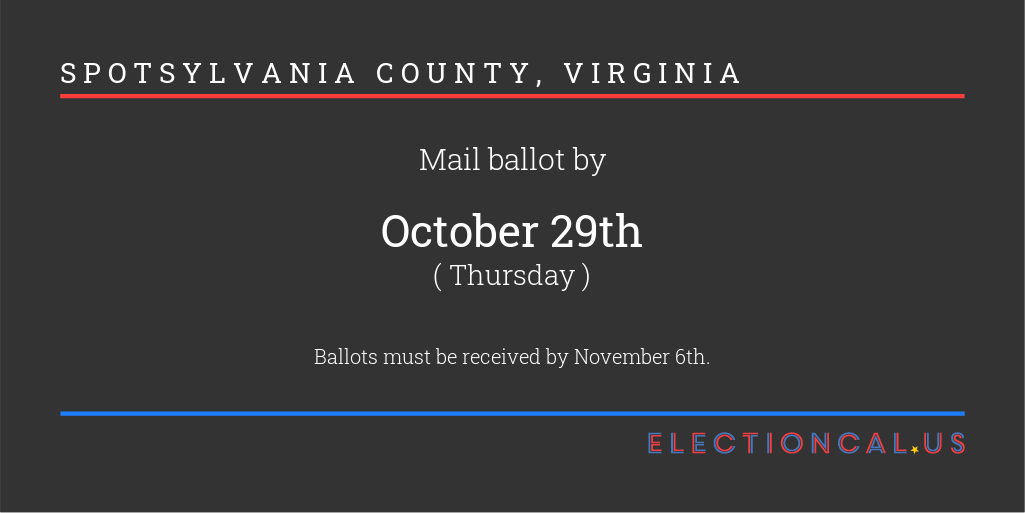 SPOTSYLVANIA COUNTY, VIRGINIA
Mail ballot by
October 29th
( Thursday )
Ballots must be received by November 6th.
ELECTIONCAL★US